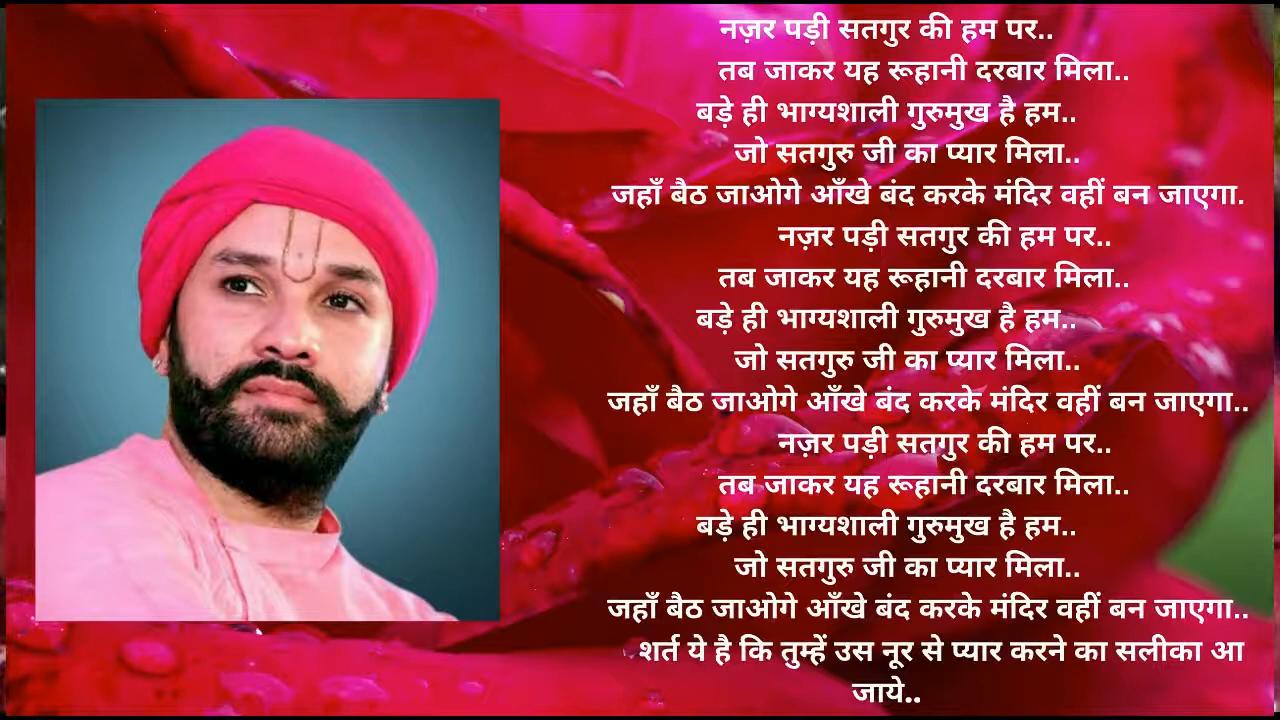 नज़र पड़ी सतगुर की हम पर..
तब जाकर यह रूहानी दरबार मिला..
बड़े ही भाग्यशाली गुरुमुख है हम..
जो सतगुरु जी का प्यार मिला..
जहाँ बैठ जाओगे आँखे बंद करके मंदिर वहीं बन जाएगा.
नज़र पड़ी सतगुर की हम पर..
तब जाकर यह रूहानी दरबार मिला..
बड़े ही भाग्यशाली गुरुमुख है हम..
जो सतगुरु जी का प्यार मिला..
जहाँ बैठ जाओगे आँखे बंद करके मंदिर वहीं बन जाएगा..
नज़र पड़ी सतगुर की हम पर..
तब जाकर यह रूहानी दरबार मिला..
बड़े ही भाग्यशाली गुरुमुख है हम..
जो सतगुरु जी का प्यार मिला..
जहाँ बैठ जाओगे आँखे बंद करके मंदिर वहीं बन जाएगा..
शर्त ये है कि तुम्हें उस नूर से प्यार करने का सलीका आ
जाये..